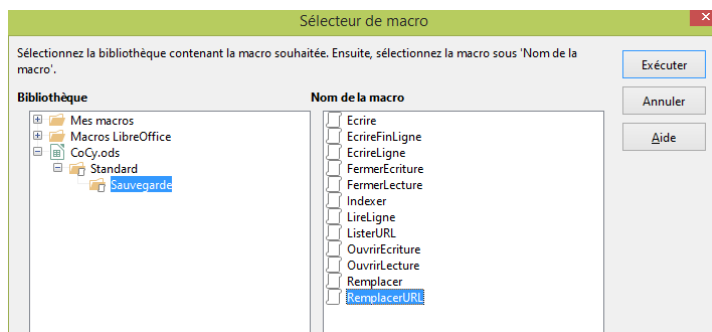 Sélecteur de macro
Sélectionnez la bibliothèque contenant la macro souhaitée. Ensuite, sélectionnez la macro sous 'Nom de la
macro'.
Exécuter
Annuler
Aide
Bibliothèque
Mes macros
Macros LibreOffice
CoCy.ods
Standard
Sauvegarde
Nom de la macro
Ecrire
EcrireFinLigne
EcrireLigne
FermerEcriture
FermerLecture
Indexer
LireLigne
ListerURL
OuvrirEcriture
OuvrirLecture
Remplacer
RemplacerURL